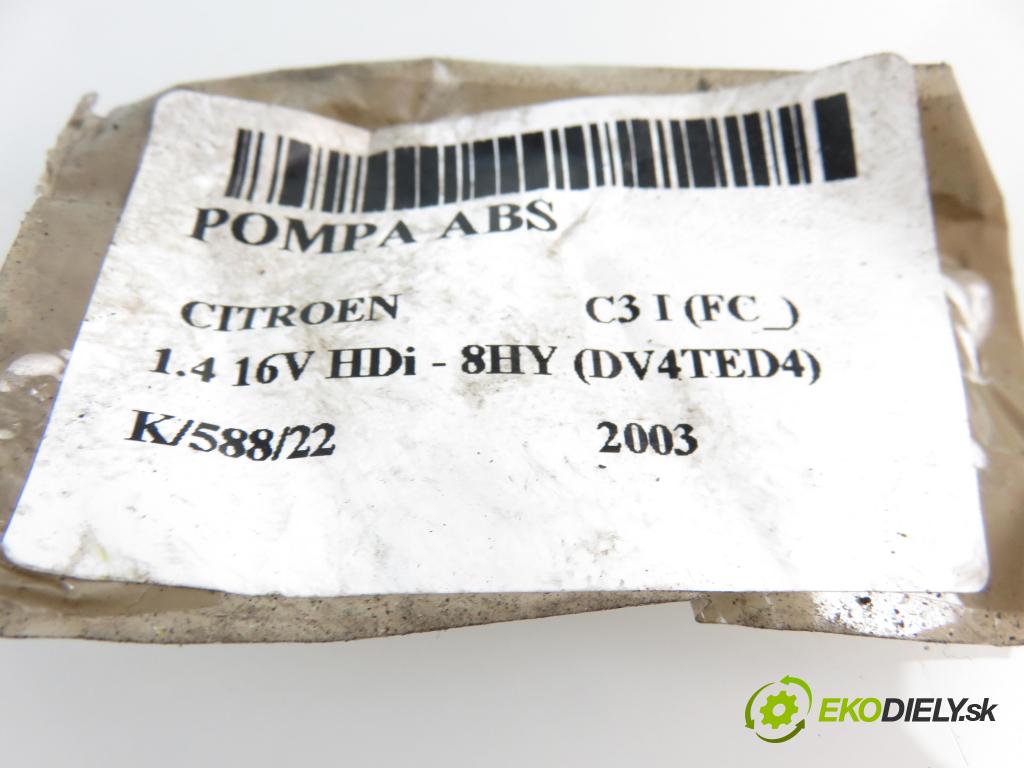 POMPA ABS
CITROEN C3 I (FC_)
1.4 16V HDi - 8HY (DV4TED4)
K/588/22 2003
EKODIELY.sk